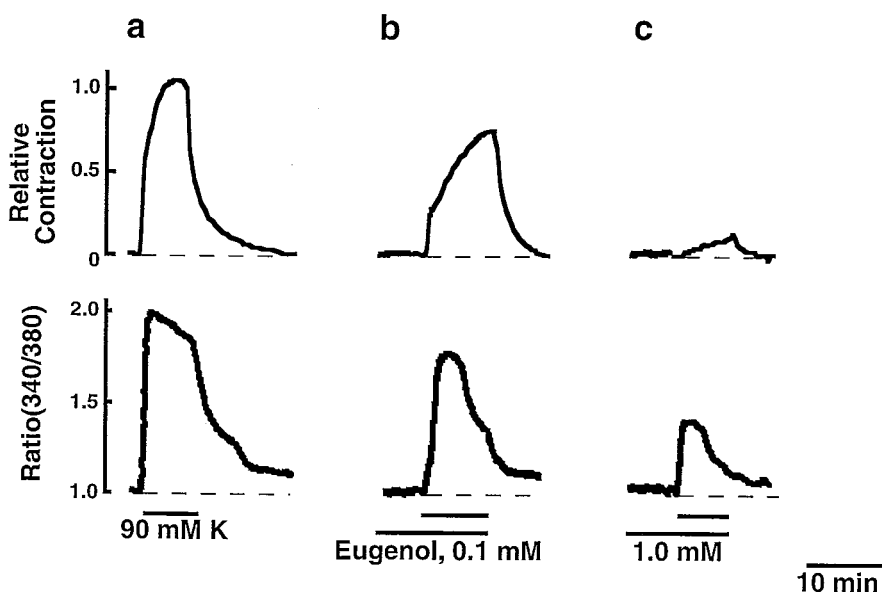 a
b
c
Relative
Contraction
1.0
0.5
0
Ratio(340/380)
2.0
1.5
1.0
90 mM K
Eugenol, 0.1 mM
1.0 mM
10 min